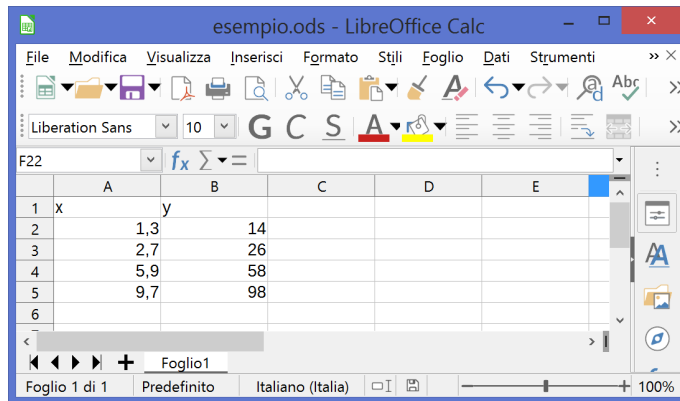 esempio.ods - LibreOffice Calc
File Modifica Visualizza Inserisci Formato Stili Foglio Dati Strumenti
Abc
Liberation Sans 10 G C S A
F22 fx Σ =
A B C D E
1 x y
2 1,3 14
3 2,7 26
4 5,9 58
5 9,7 98
6
Foglio1
Foglio 1 di 1 Predefinito Italiano (Italia) 100%